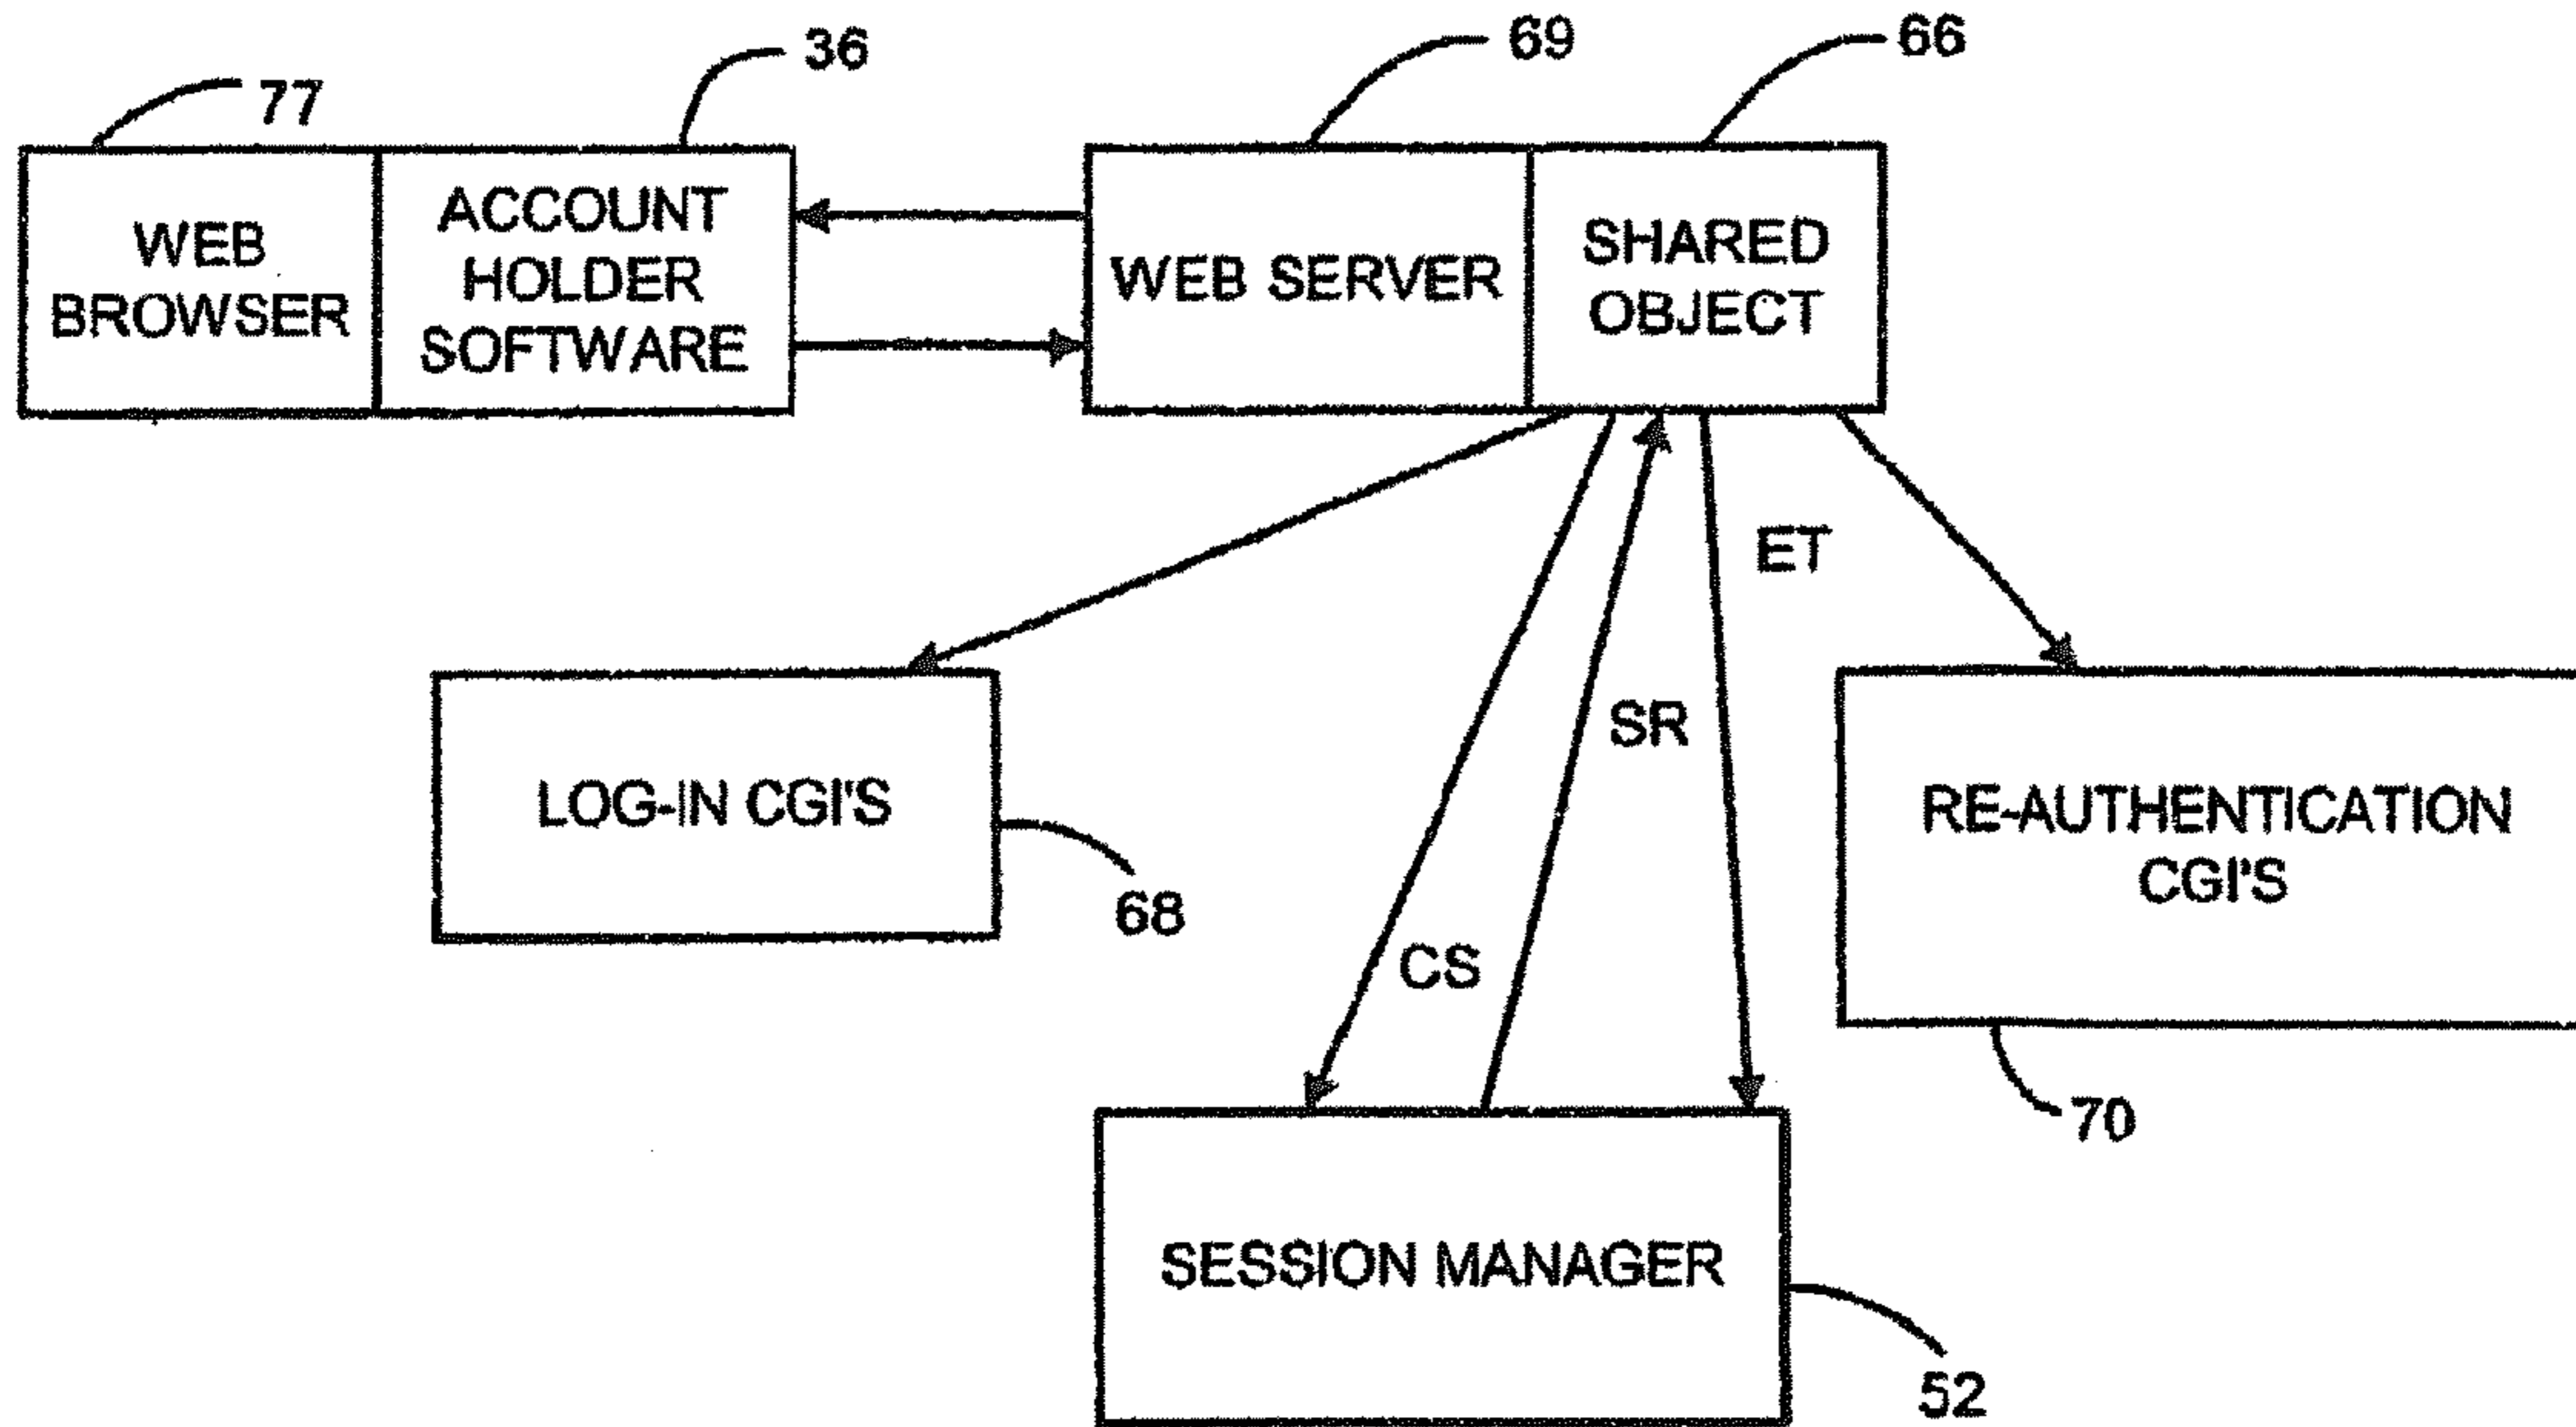 77
36
69
66
WEB
BROWSER
ACCOUNT
HOLDER
SOFTWARE
WEB SERVER
SHARED
OBJECT
ET
SR
CS
LOG-IN CGI'S
68
RE-AUTHENTICATION
CGI'S
70
SESSION MANAGER
52